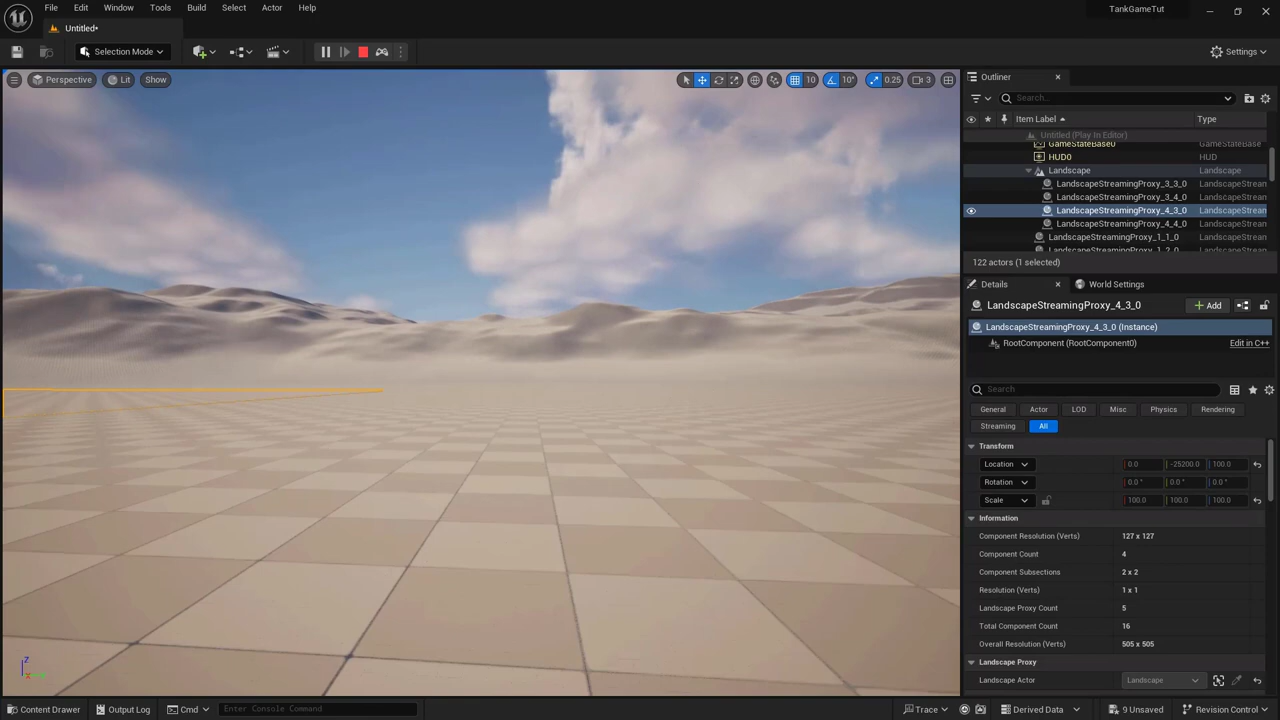 File Edit Window Tools Build Select Actor Help
TankGameTut
Untitled*
Selection Mode
Settings
Perspective Lit Show
10 10° 0.25 3
Outliner
Search...
Item Label Type
Untitled (Play In Editor)
GameStateBase0 GameStateBase
HUD0 HUD
Landscape Landscape
LandscapeStreamingProxy_3_3_0 LandscapeStrean
LandscapeStreamingProxy_3_4_0 LandscapeStrean
LandscapeStreamingProxy_4_3_0 LandscapeStrean
LandscapeStreamingProxy_4_4_0 LandscapeStrean
LandscapeStreamingProxy_1_1_0 LandscapeStrean
LandscapeStreamingProxy_1_2_0 LandscapeStrean
122 actors (1 selected)
Details World Settings
LandscapeStreamingProxy_4_3_0 Add
LandscapeStreamingProxy_4_3_0 (Instance)
RootComponent (RootComponent0) Edit in C++
Search
General Actor LOD Misc Physics Rendering
Streaming All
Transform
Location 0.0 -25200.0 100.0
Rotation 0.0 ° 0.0 ° 0.0 °
Scale 100.0 100.0 100.0
Information
Component Resolution (Verts) 127 x 127
Component Count 4
Component Subsections 2 x 2
Resolution (Verts) 1 x 1
Landscape Proxy Count 5
Total Component Count 16
Overall Resolution (Verts) 505 x 505
Landscape Proxy
Landscape Actor Landscape
Z
X
Content Drawer Output Log Cmd Enter Console Command Trace Derived Data 9 Unsaved Revision Control